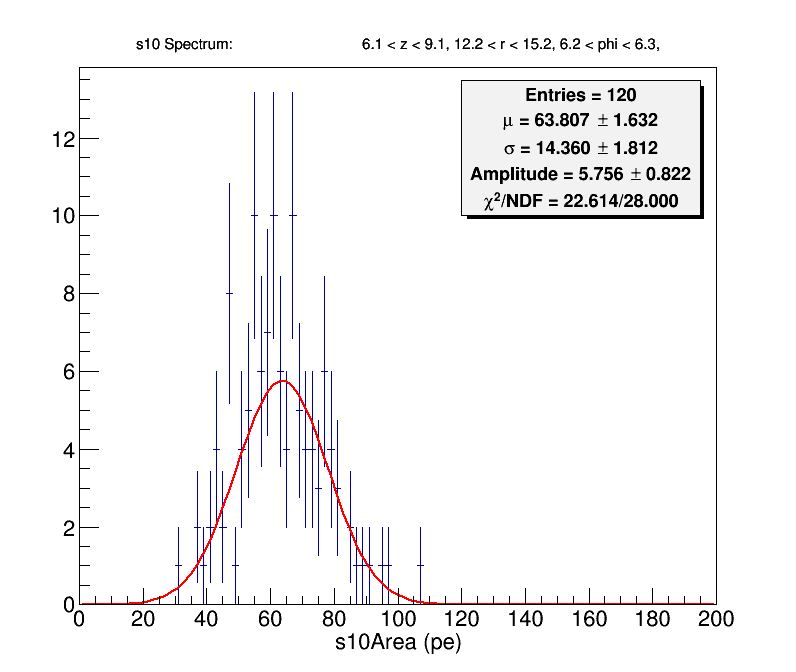 s10 Spectrum: 6.1 < z < 9.1, 12.2 < r < 15.2, 6.2 < phi < 6.3,
Entries = 120
μ = 63.807 ± 1.632
σ = 14.360 ± 1.812
Amplitude = 5.756 ± 0.822
χ²/NDF = 22.614/28.000
12
10
8
6
4
2
0
0 20 40 60 80 100 120 140 160 180 200
s10Area (pe)